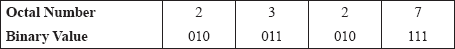 Octal Number 2 3 2 7
Binary Value 010 011 010 111